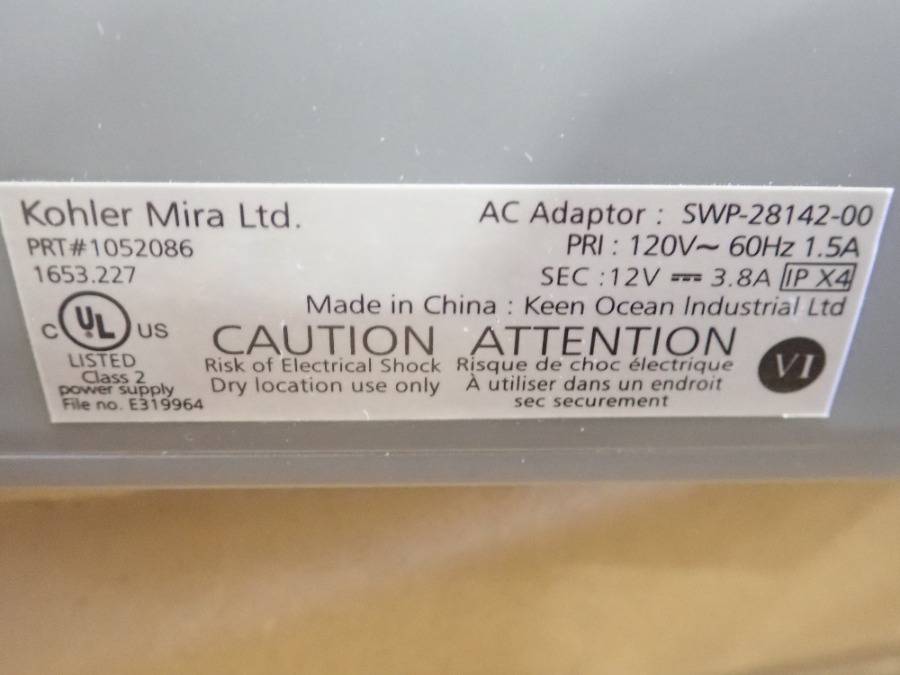 Kohler Mira Ltd.
PRT#1052086
1653.227
AC Adaptor : SWP-28142-00
PRI : 120V~ 60Hz 1.5A
SEC :12V ⎓ 3.8A IP X4
Made in China : Keen Ocean Industrial Ltd
C UL US
LISTED
Class 2
power supply
File no. E319964
CAUTION
Risk of Electrical Shock
Dry location use only
ATTENTION
Risque de choc électrique
À utiliser dans un endroit
sec securement
VI